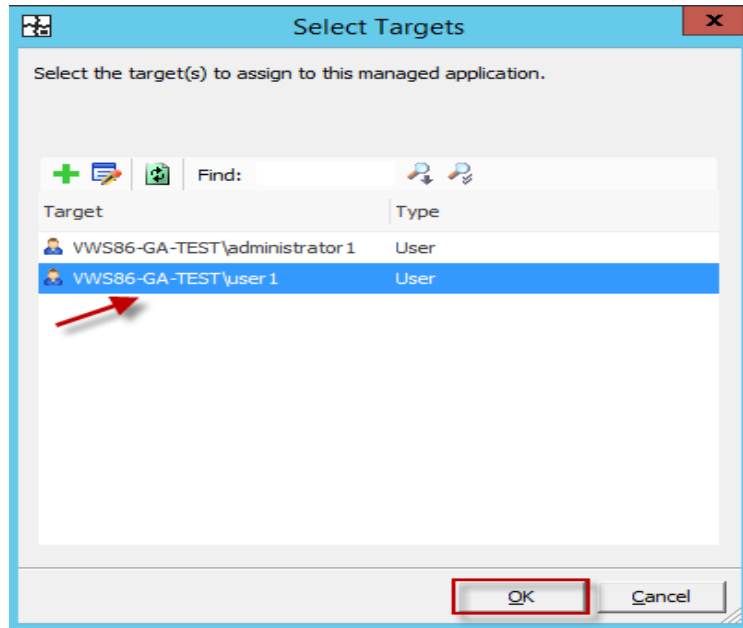 Select Targets
x
Select the target(s) to assign to this managed application.
Find:
Target Type
VWS86-GA-TEST\administrator1 User
VWS86-GA-TEST\user1 User
OK Cancel